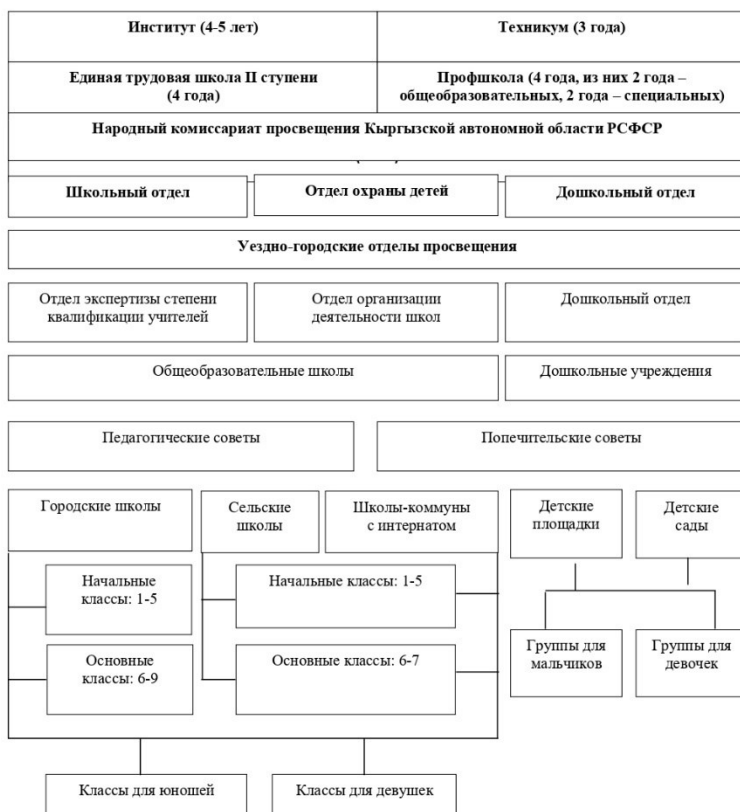 Институт (4-5 лет)
Техникум (3 года)
Единая трудовая школа II ступени
(4 года)
Профшкола (4 года, из них 2 года –
общеобразовательных, 2 года – специальных)
Народный комиссариат просвещения Кыргызской автономной области РСФСР
Школьный отдел
Отдел охраны детей
Дошкольный отдел
Уездно-городские отделы просвещения
Отдел экспертизы степени
квалификации учителей
Отдел организации
деятельности школ
Дошкольный отдел
Общеобразовательные школы
Дошкольные учреждения
Педагогические советы
Попечительские советы
Городские школы
Сельские
школы
Школы-коммуны
с интернатом
Детские
площадки
Детские
сады
Начальные
классы: 1-5
Начальные классы: 1-5
Основные
классы: 6-9
Основные классы: 6-7
Группы для
мальчиков
Группы для
девочек
Классы для юношей
Классы для девушек